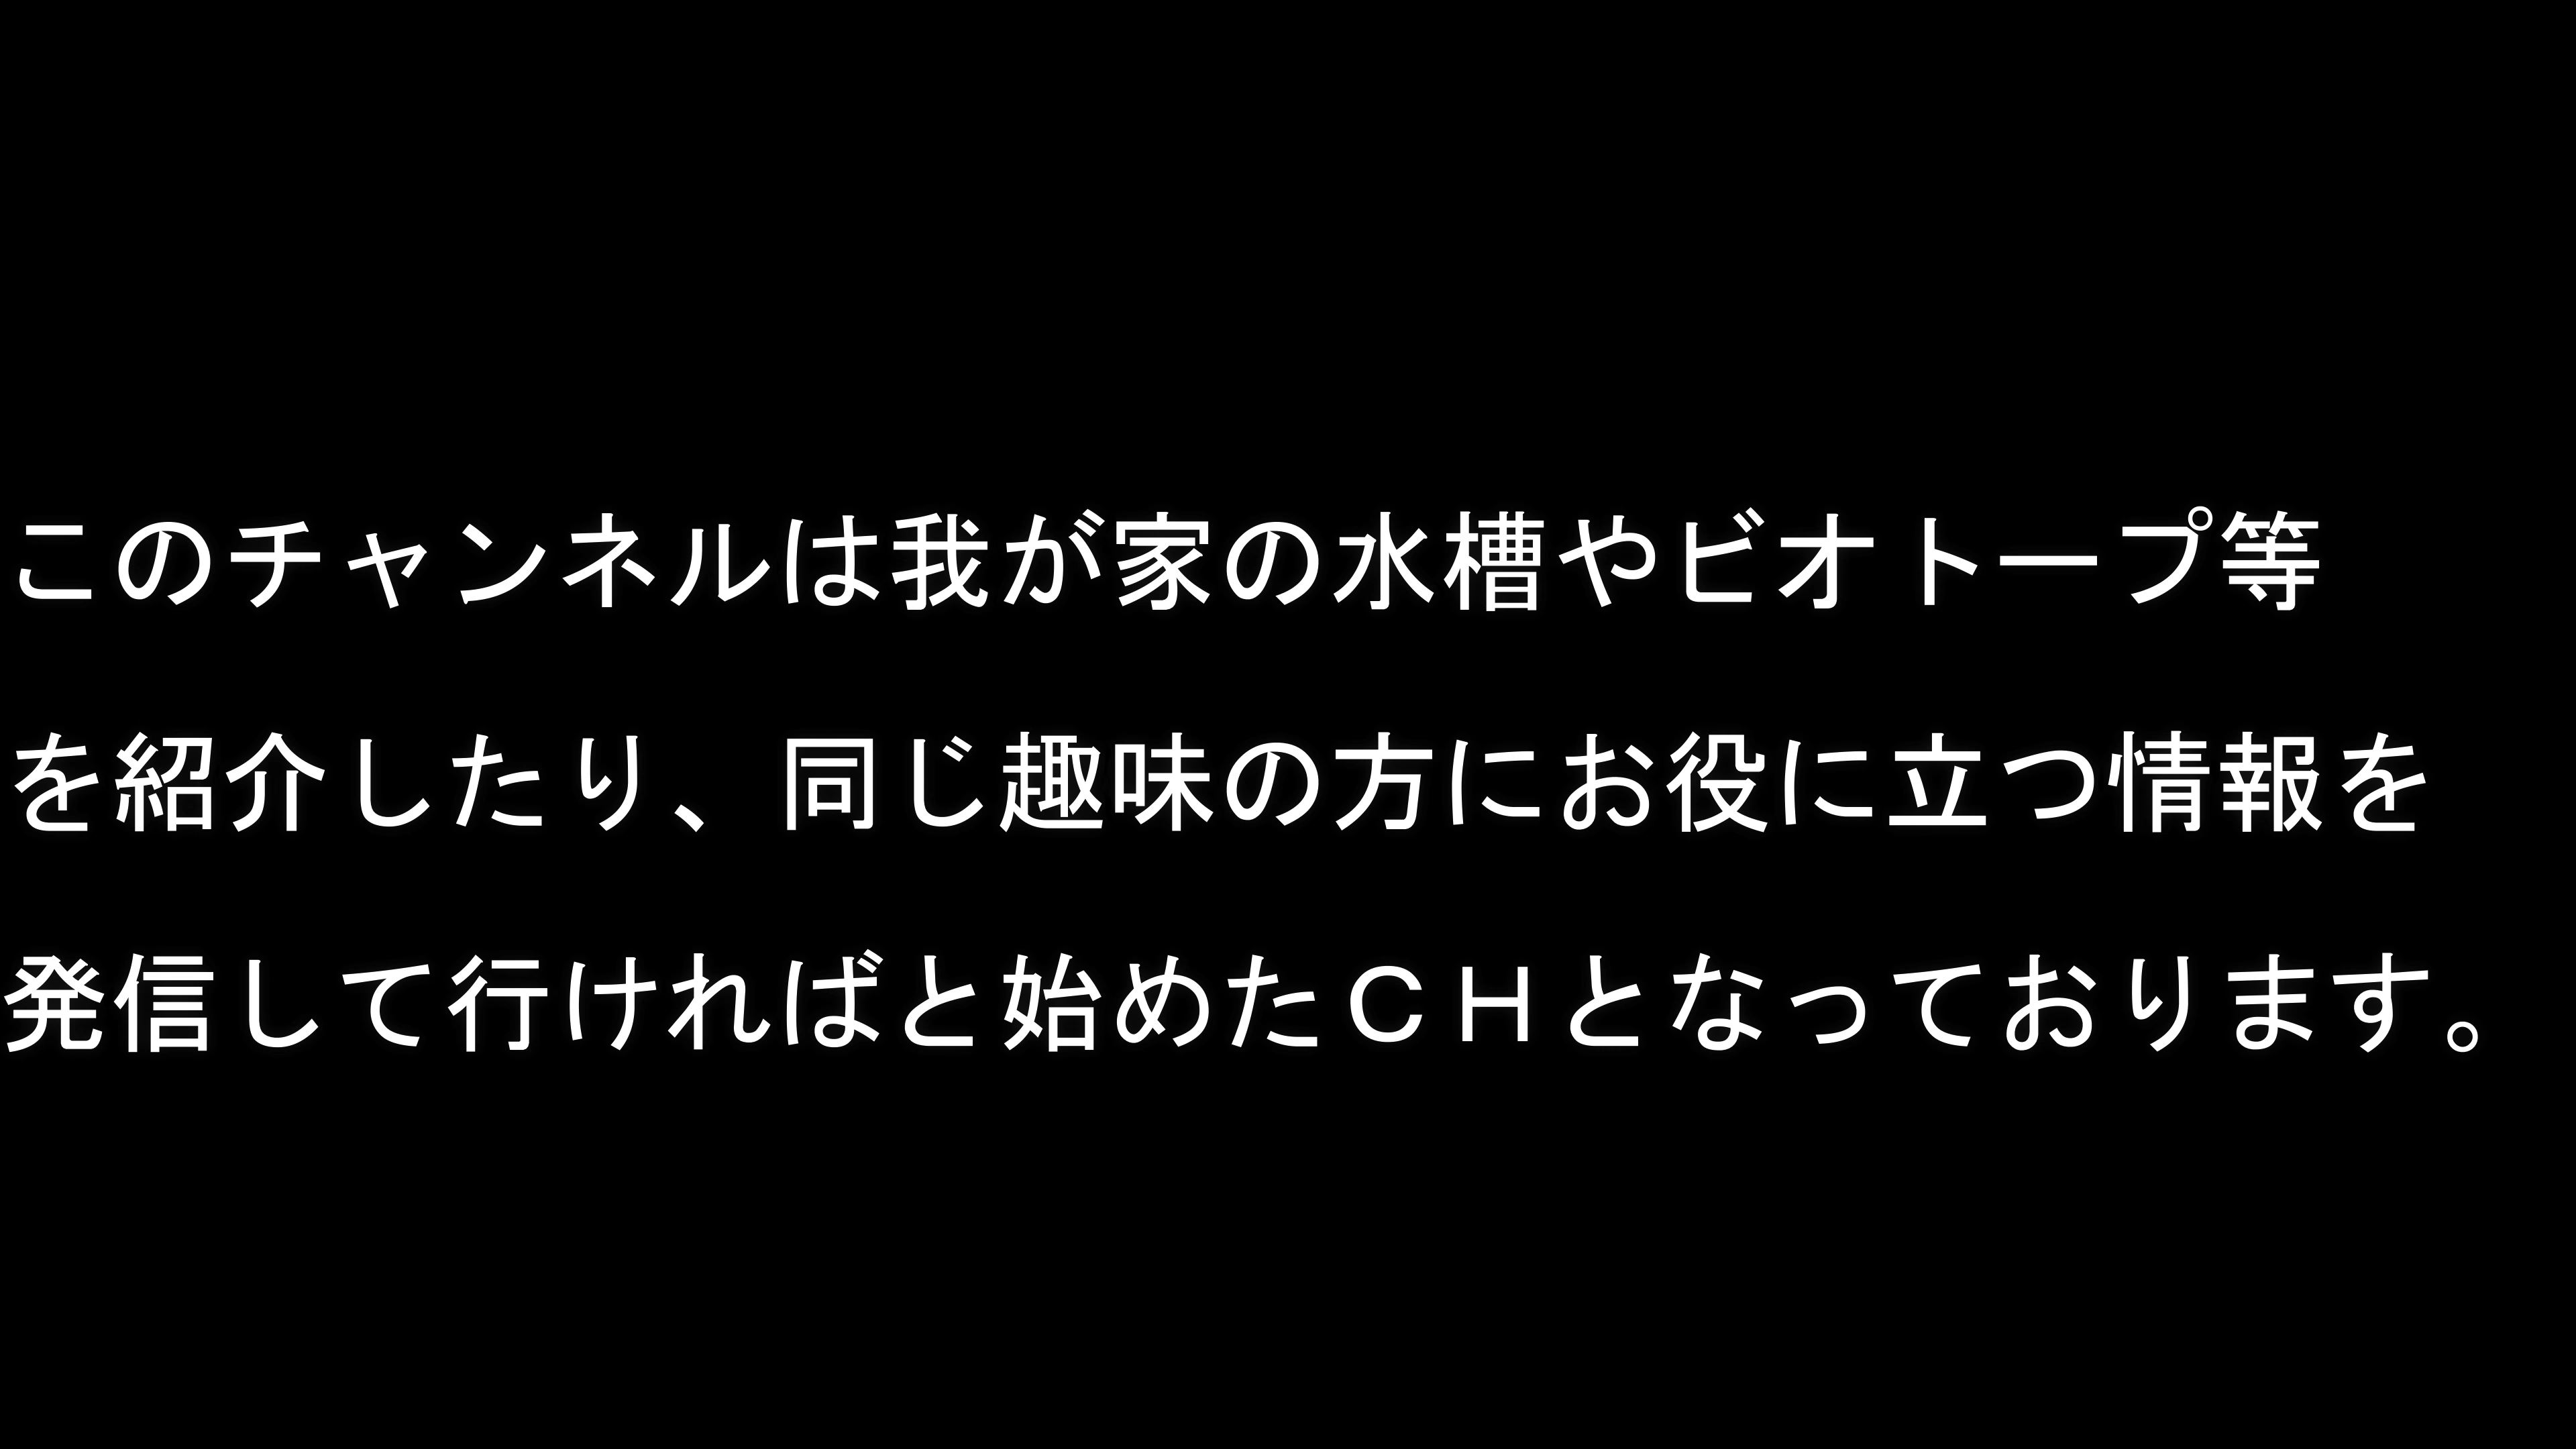 このチャンネルは我が家の水槽やビオトープ等
を紹介したり、同じ趣味の方にお役に立つ情報を
発信して行ければと始めたＣＨとなっております。